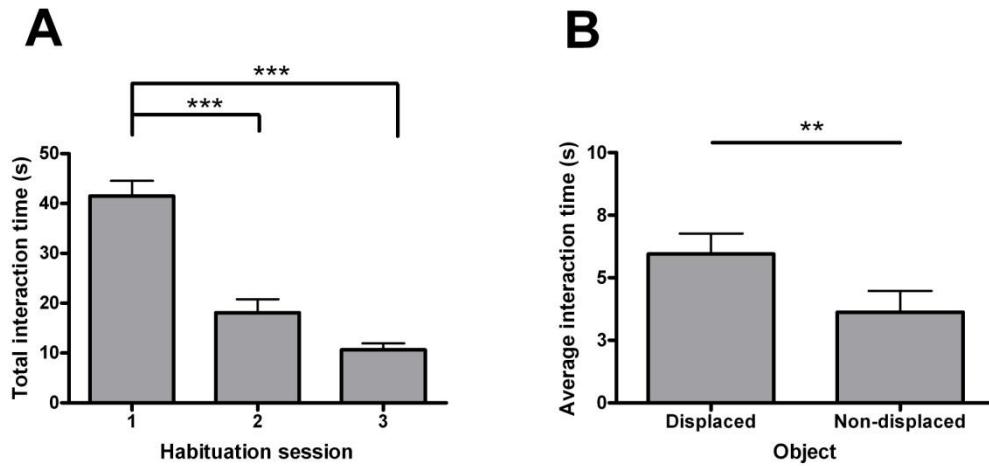 A
***
***
Total interaction time (s)
50
40
30
20
10
0
1 2 3
Habituation session
B
**
Average interaction time (s)
10
8
5
3
0
Displaced Non-displaced
Object